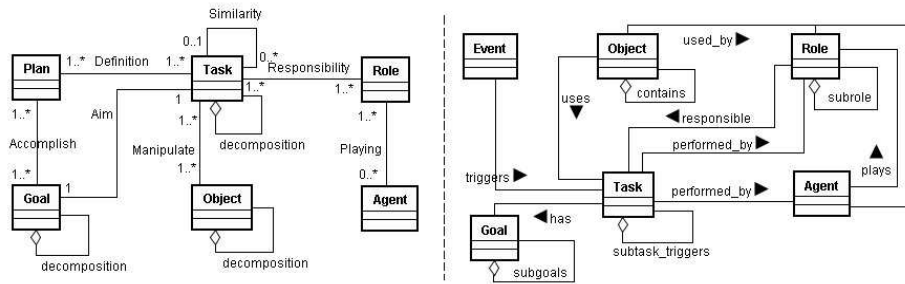 Similarity
0..1
0..*
Plan
1..*
Definition
1..*
Task
Responsibility
Role
1..*
1..*
1
1..*
Aim
1..*
decomposition
1..*
Accomplish
Manipulate
Playing
1..*
1
1..*
0..*
Goal
Object
Agent
decomposition
decomposition
Event
Object
used_by
Role
contains
subrole
uses
responsible
performed_by
triggers
plays
Task
performed_by
Agent
has
Goal
subtask_triggers
subgoals